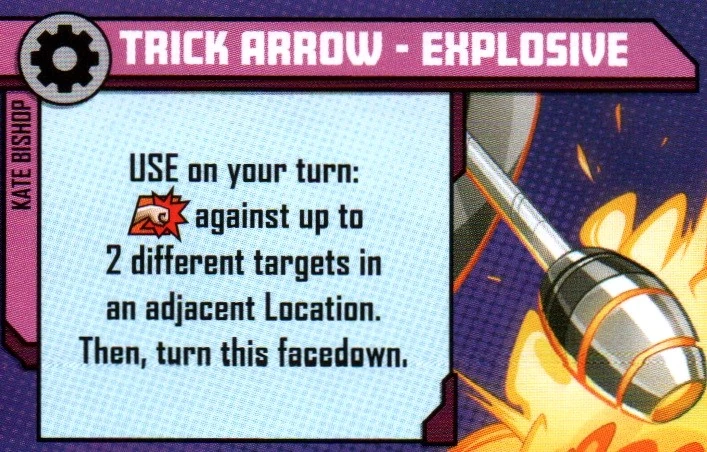 TRICK ARROW - EXPLOSIVE
KATE BISHOP
USE on your turn:
against up to
2 different targets in
an adjacent Location.
Then, turn this facedown.